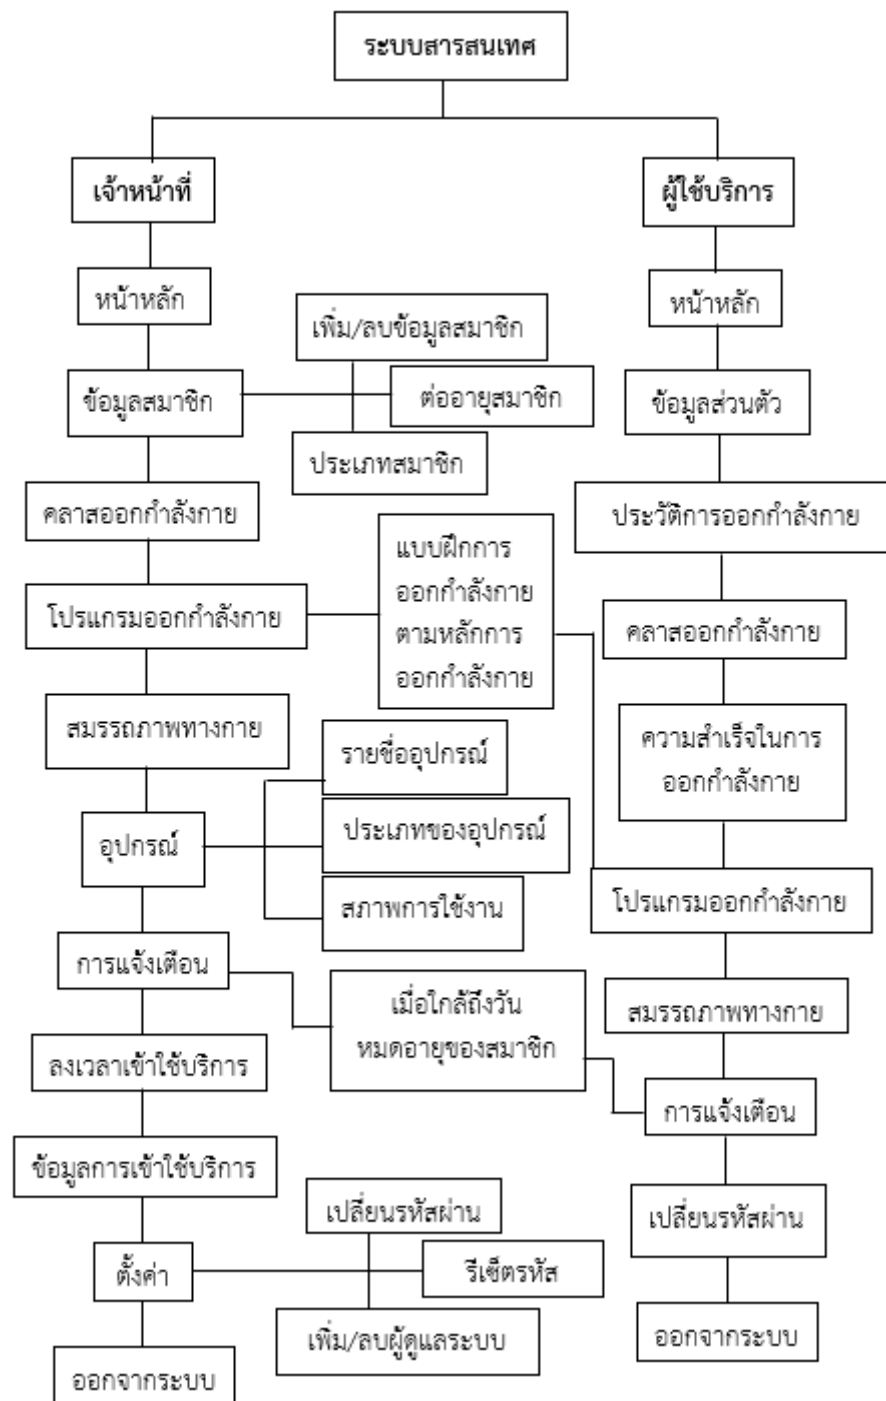 ระบบสารสนเทศ
เจ้าหน้าที่
ผู้ใช้บริการ
หน้าหลัก
หน้าหลัก
เพิ่ม/ลบข้อมูลสมาชิก
ข้อมูลสมาชิก
ต่ออายุสมาชิก
ข้อมูลส่วนตัว
ประเภทสมาชิก
คลาสออกกำลังกาย
ประวัติการออกกำลังกาย
แบบฝึกการ
ออกกำลังกาย
ตามหลักการ
ออกกำลังกาย
โปรแกรมออกกำลังกาย
คลาสออกกำลังกาย
สมรรถภาพทางกาย
ความสำเร็จในการ
ออกกำลังกาย
รายชื่ออุปกรณ์
อุปกรณ์
ประเภทของอุปกรณ์
สภาพการใช้งาน
โปรแกรมออกกำลังกาย
การแจ้งเตือน
เมื่อใกล้ถึงวัน
หมดอายุของสมาชิก
สมรรถภาพทางกาย
ลงเวลาเข้าใช้บริการ
การแจ้งเตือน
ข้อมูลการเข้าใช้บริการ
เปลี่ยนรหัสผ่าน
เปลี่ยนรหัสผ่าน
ตั้งค่า
รีเซ็ตรหัส
เพิ่ม/ลบผู้ดูแลระบบ
ออกจากระบบ
ออกจากระบบ